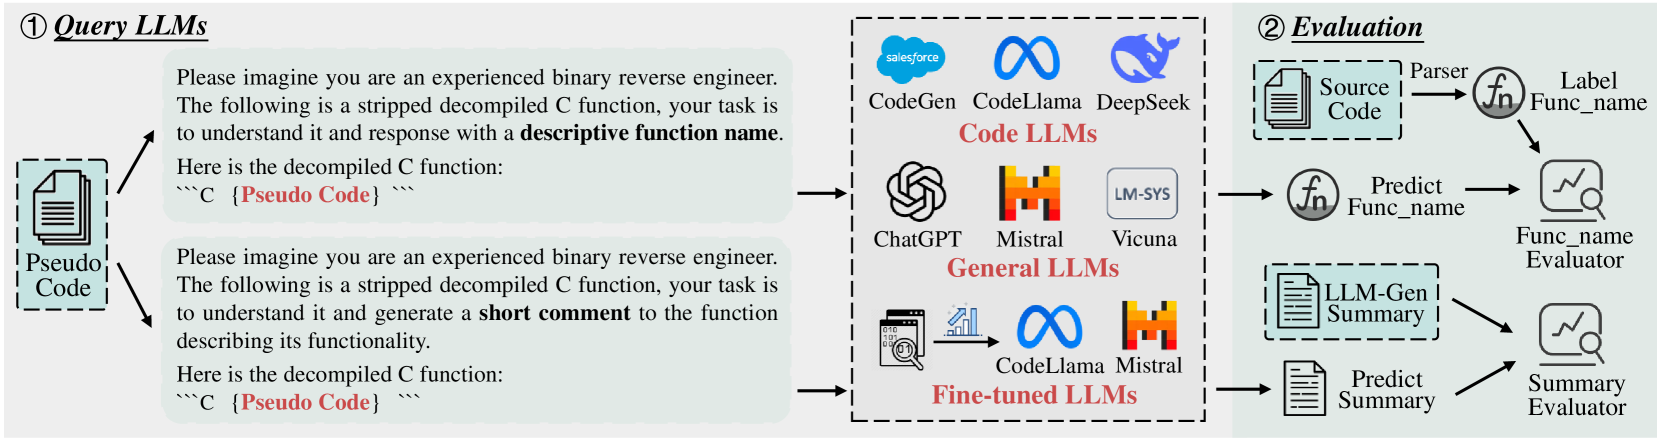 ① Query LLMs
Pseudo
Code
Please imagine you are an experienced binary reverse engineer.
The following is a stripped decompiled C function, your task is
to understand it and response with a descriptive function name.
Here is the decompiled C function:
```C {Pseudo Code} ```
Please imagine you are an experienced binary reverse engineer.
The following is a stripped decompiled C function, your task is
to understand it and generate a short comment to the function
describing its functionality.
Here is the decompiled C function:
```C {Pseudo Code} ```
salesforce
CodeGen CodeLlama DeepSeek
Code LLMs
LM-SYS
ChatGPT Mistral Vicuna
General LLMs
010
101
00
01
CodeLlama Mistral
Fine-tuned LLMs
② Evaluation
Source
Code
Parser
fn
Label
Func_name
fn
Predict
Func_name
Func_name
Evaluator
LLM-Gen
Summary
Predict
Summary
Summary
Evaluator